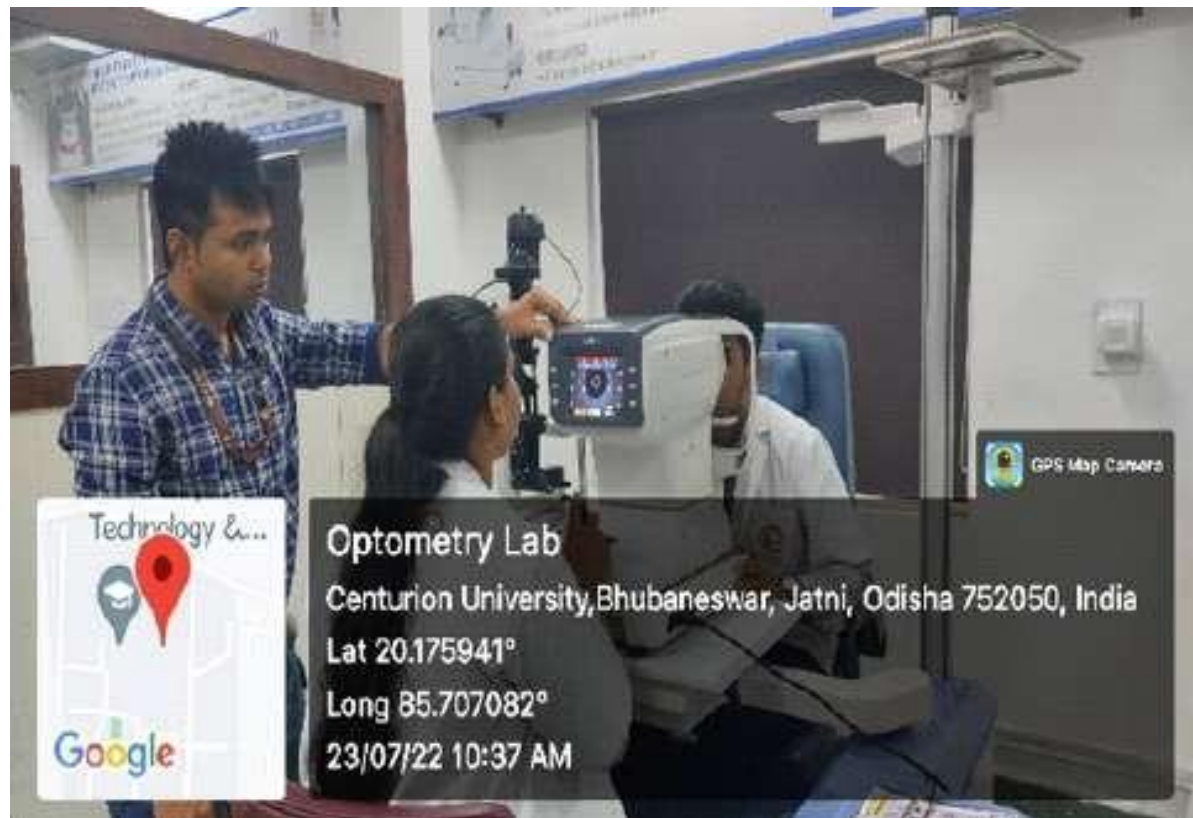 GPS Map Camera
Technology &...
Google
Optometry Lab
Centurion University,Bhubaneswar, Jatni, Odisha 752050, India
Lat 20.175941°
Long 85.707082°
23/07/22 10:37 AM